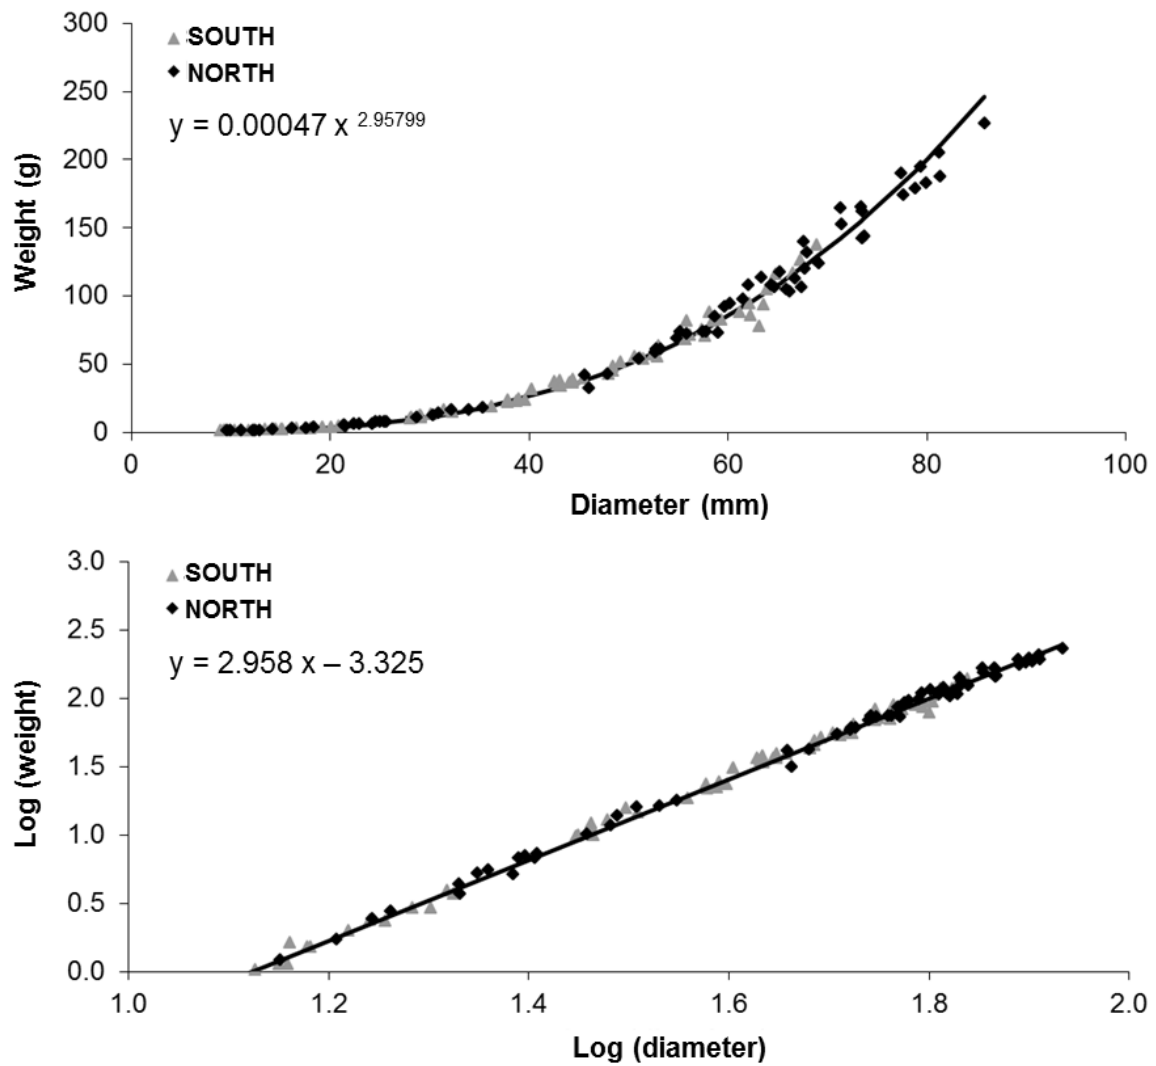 300
SOUTH
NORTH
250
y = 0.00047 x 2.95799
200
150
100
50
0
Weight (g)
0 20 40 60 80 100
Diameter (mm)
3.0
SOUTH
NORTH
2.5
y = 2.958 x – 3.325
2.0
1.5
1.0
0.5
0.0
Log (weight)
1.0 1.2 1.4 1.6 1.8 2.0
Log (diameter)